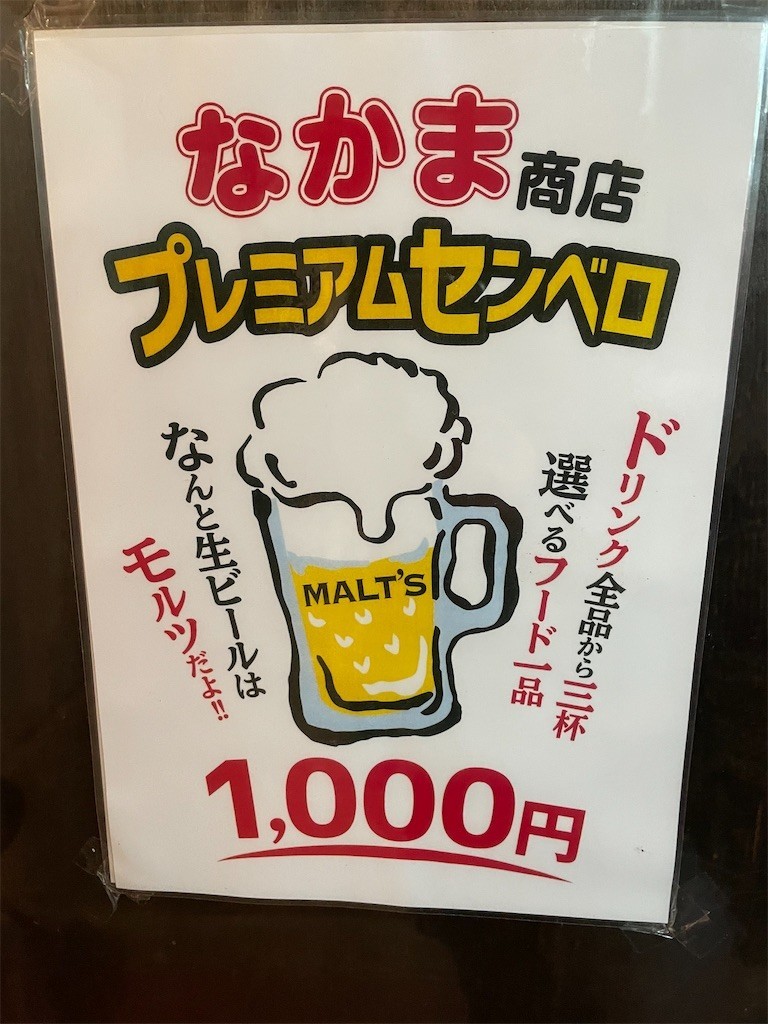 なかま商店
プレミアムセンベロ
ドリンク全品から三杯
選べるフード一品
なんと生ビールは
モルツだよ!!
MALT'S
1,000円